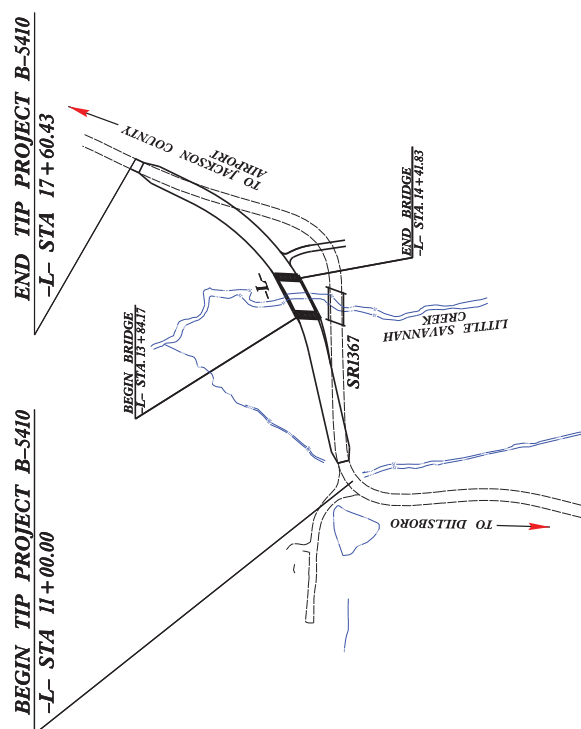 END TIP PROJECT B-5410
-L- STA 17+60.43
TO JACKSON COUNTY
AIRPORT
END BRIDGE
-L- STA. 14+41.83
-L-
BEGIN BRIDGE
-L- STA. 13+84.17
LITTLE SAVANNAH
CREEK
SR1367
BEGIN TIP PROJECT B-5410
-L- STA 11+00.00
TO DILLSBORO